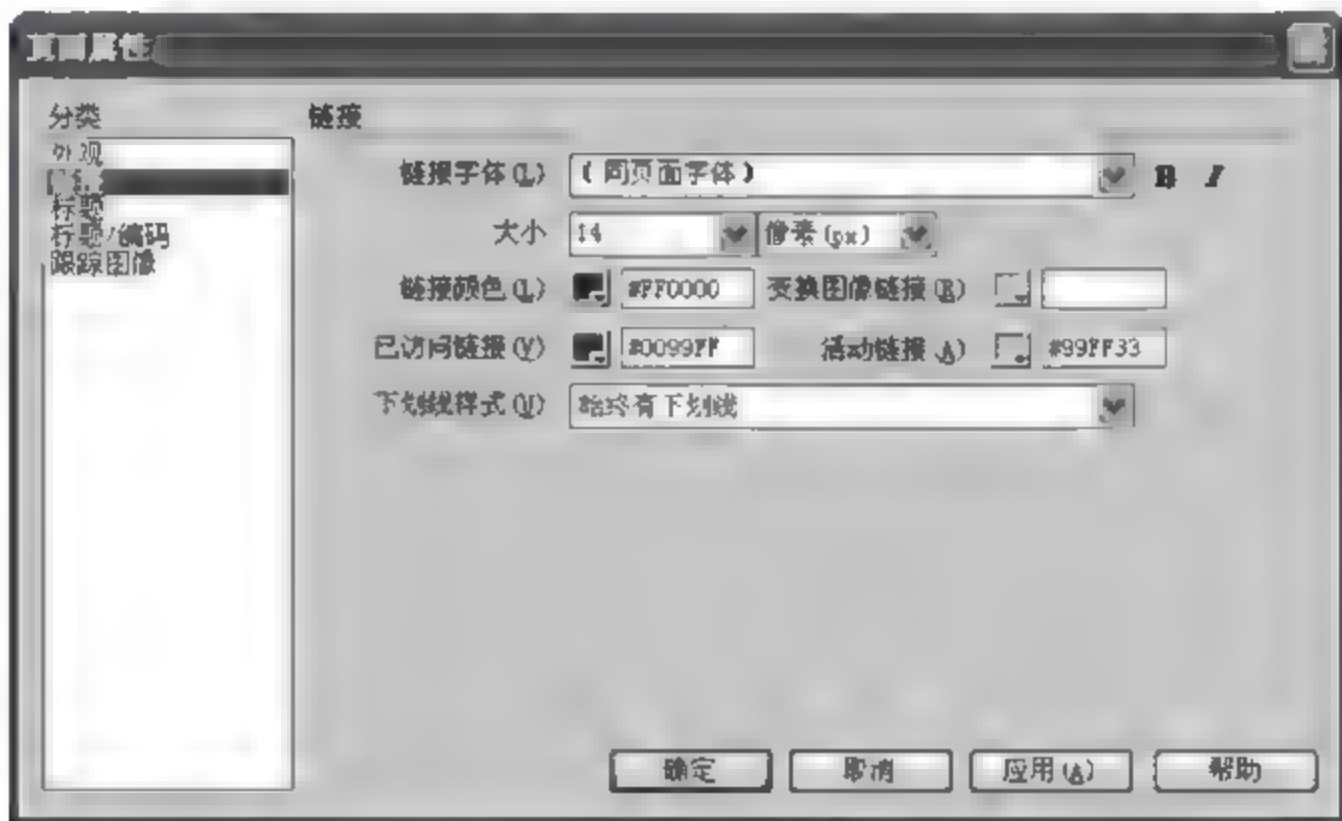 页面属性
分类
链接
外观
链接
标题
标题/编码
跟踪图像
链接字体(L) (同页面字体) B I
大小 14 像素(px)
链接颜色(L) #FF0000 变换图像链接(R)
已访问链接(V) #0099FF 活动链接(A) #99FF33
下划线样式(U) 始终有下划线
确定 取消 应用(A) 帮助